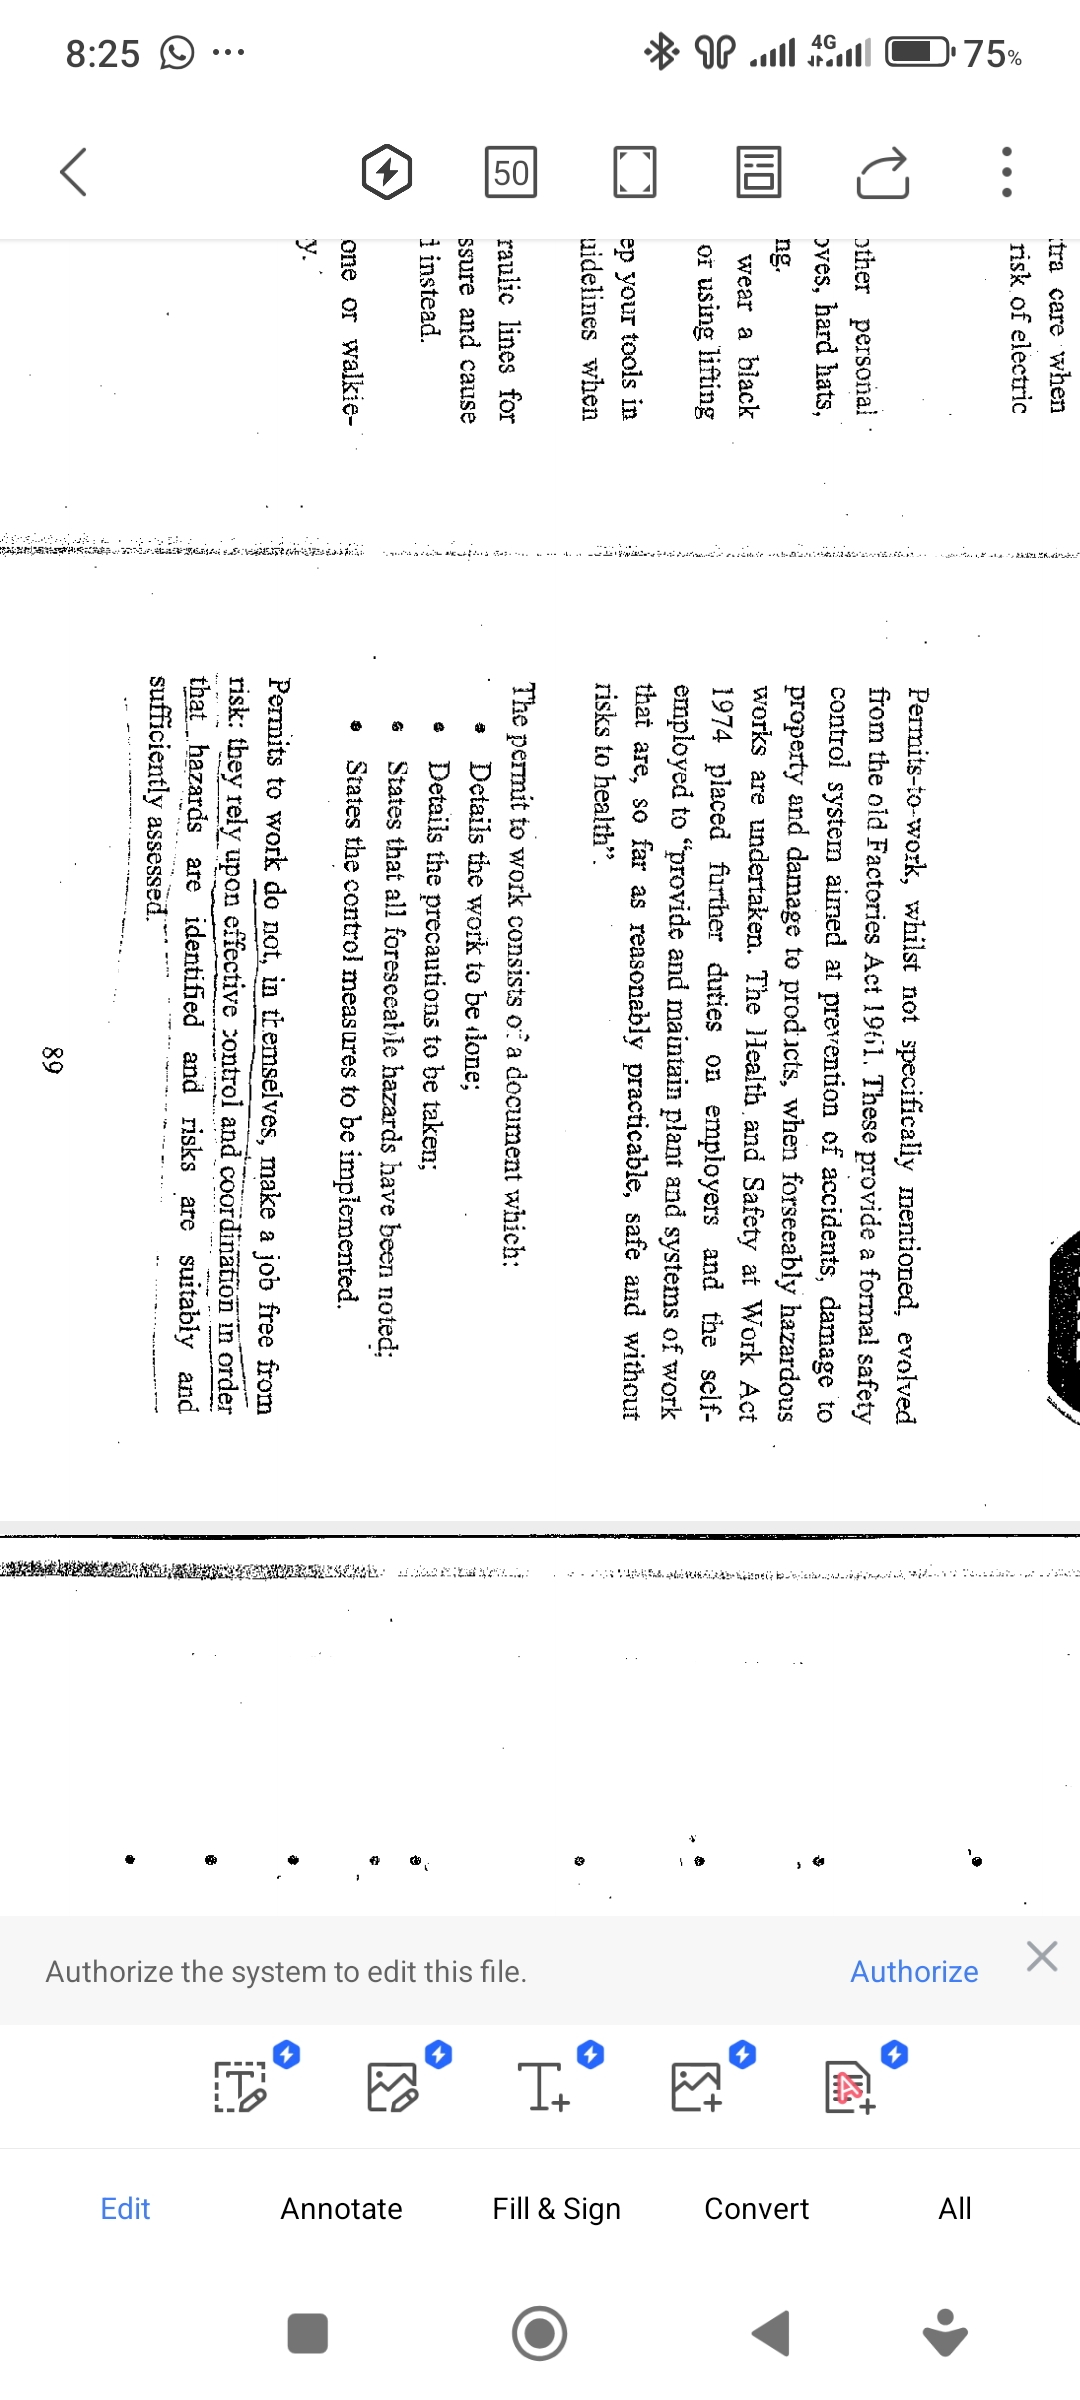 8:25
4G
75%
50
tra care when
risk of electric
other personal
oves, hard hats,
ng.
wear a black
or using lifting
ep your tools in
uidelines when
raulic lines for
ssure and cause
instead.
one or walkie-
y.
Permits-to-work, whilst not specifically mentioned, evolved
from the old Factories Act 1961. These provide a formal safety
control system aimed at prevention of accidents, damage to
property and damage to products, when forseeably hazardous
works are undertaken. The Health and Safety at Work Act
1974 placed further duties on employers and the self-
employed to “provide and maintain plant and systems of work
that are, so far as reasonably practicable, safe and without
risks to health”.
The permit to work consists of a document which:
• Details the work to be done;
• Details the precautions to be taken;
• States that all foreseeable hazards have been noted;
• States the control measures to be implemented.
Permits to work do not, in themselves, make a job free from
risk: they rely upon effective control and coordination in order
that hazards are identified and risks are suitably and
sufficiently assessed.
89
Authorize the system to edit this file.
Authorize
Edit
Annotate
Fill & Sign
Convert
All